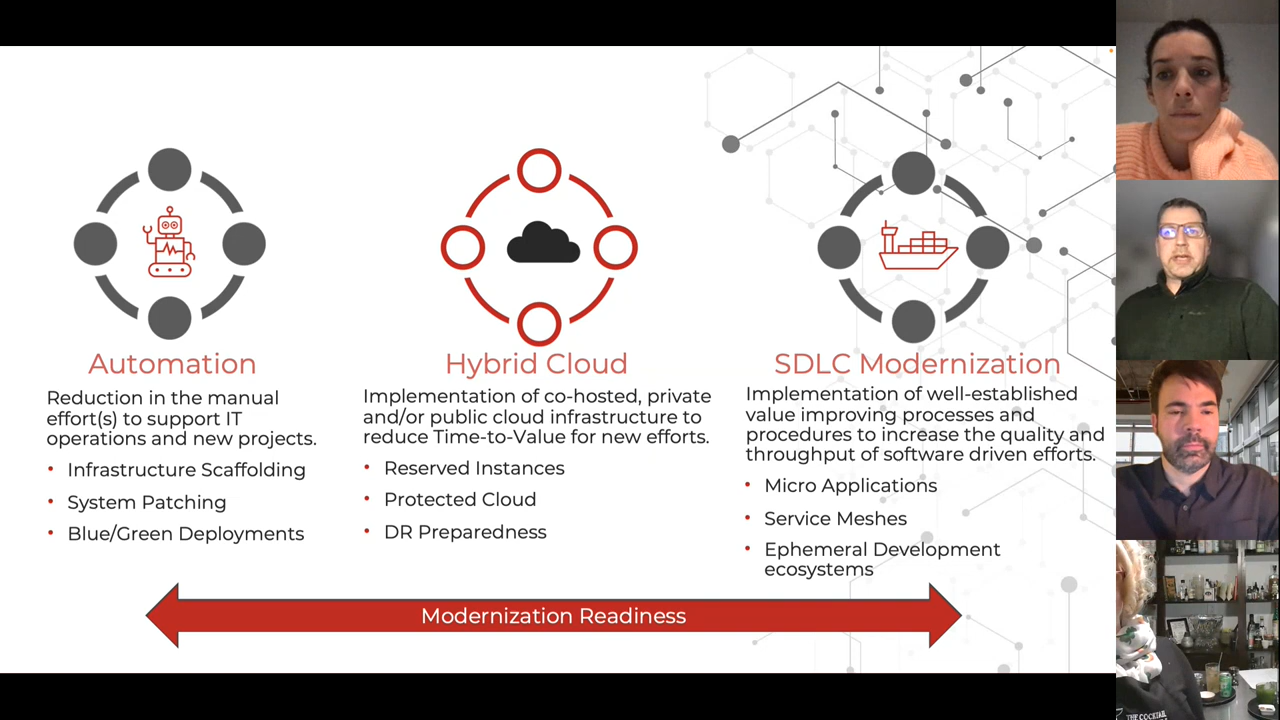 Automation
Reduction in the manual
effort(s) to support IT
operations and new projects.
• Infrastructure Scaffolding
• System Patching
• Blue/Green Deployments
Hybrid Cloud
Implementation of co-hosted, private
and/or public cloud infrastructure to
reduce Time-to-Value for new efforts.
• Reserved Instances
• Protected Cloud
• DR Preparedness
SDLC Modernization
Implementation of well-established
value improving processes and
procedures to increase the quality and
throughput of software driven efforts.
• Micro Applications
• Service Meshes
• Ephemeral Development
ecosystems
Modernization Readiness
THE COCKTAIL